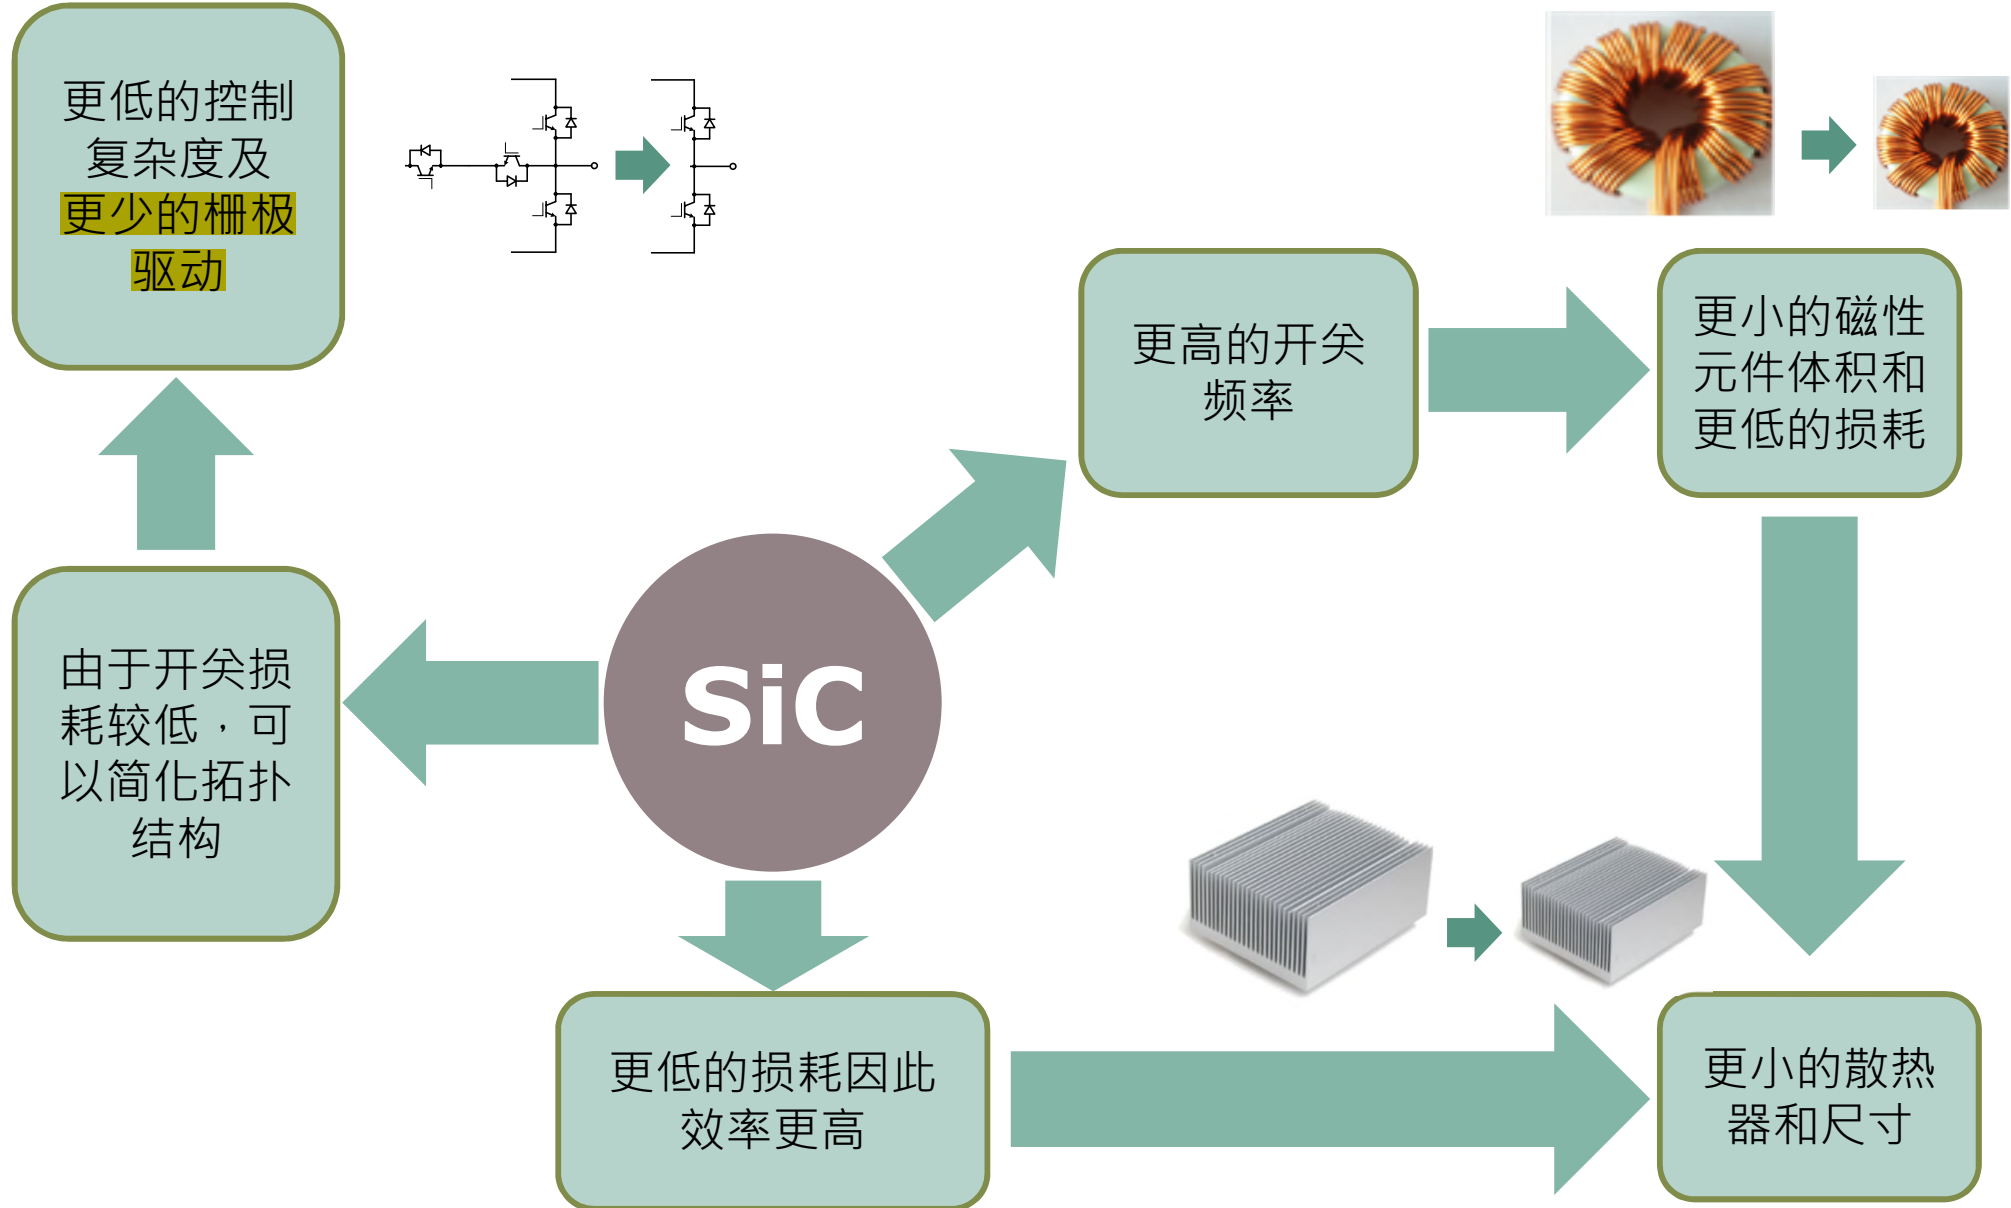 更低的控制
复杂度及
更少的栅极
驱动
更高的开关
频率
更小的磁性
元件体积和
更低的损耗
SiC
由于开关损
耗较低，可
以简化拓扑
结构
更低的损耗因此
效率更高
更小的散热
器和尺寸